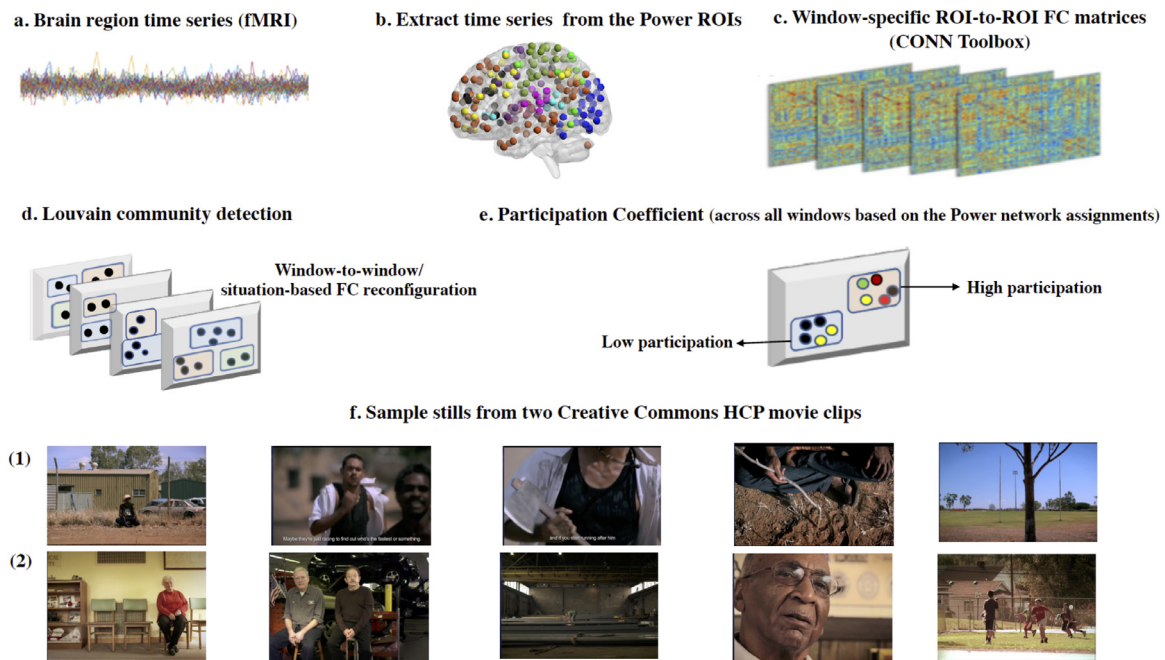 a. Brain region time series (fMRI)
b. Extract time series from the Power ROIs
c. Window-specific ROI-to-ROI FC matrices
(CONN Toolbox)
d. Louvain community detection
e. Participation Coefficient (across all windows based on the Power network assignments)
Window-to-window/
situation-based FC reconfiguration
High participation
Low participation
f. Sample stills from two Creative Commons HCP movie clips
(1)
Maybe they're just racing to find out who's the fastest or something.
and if you start running after him
(2)